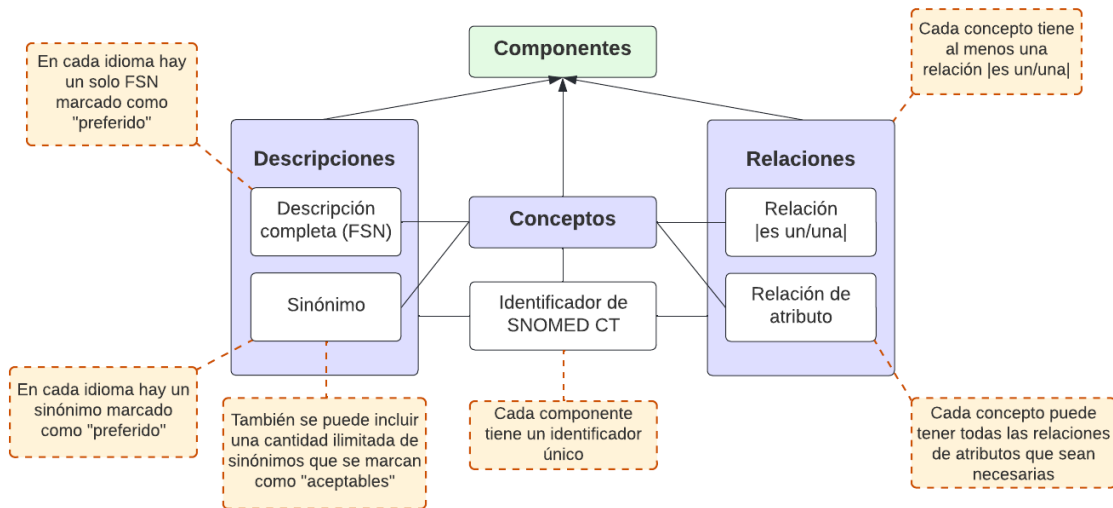 Componentes
En cada idioma hay
un solo FSN
marcado como
"preferido"
Cada concepto tiene
al menos una
relación |es un/una|
Descripciones
Descripción
completa (FSN)
Sinónimo
Conceptos
Identificador de
SNOMED CT
Relaciones
Relación
|es un/una|
Relación de
atributo
En cada idioma hay un
sinónimo marcado
como "preferido"
También se puede incluir
una cantidad ilimitada de
sinónimos que se marcan
como "aceptables"
Cada componente
tiene un identificador
único
Cada concepto puede
tener todas las relaciones
de atributos que sean
necesarias